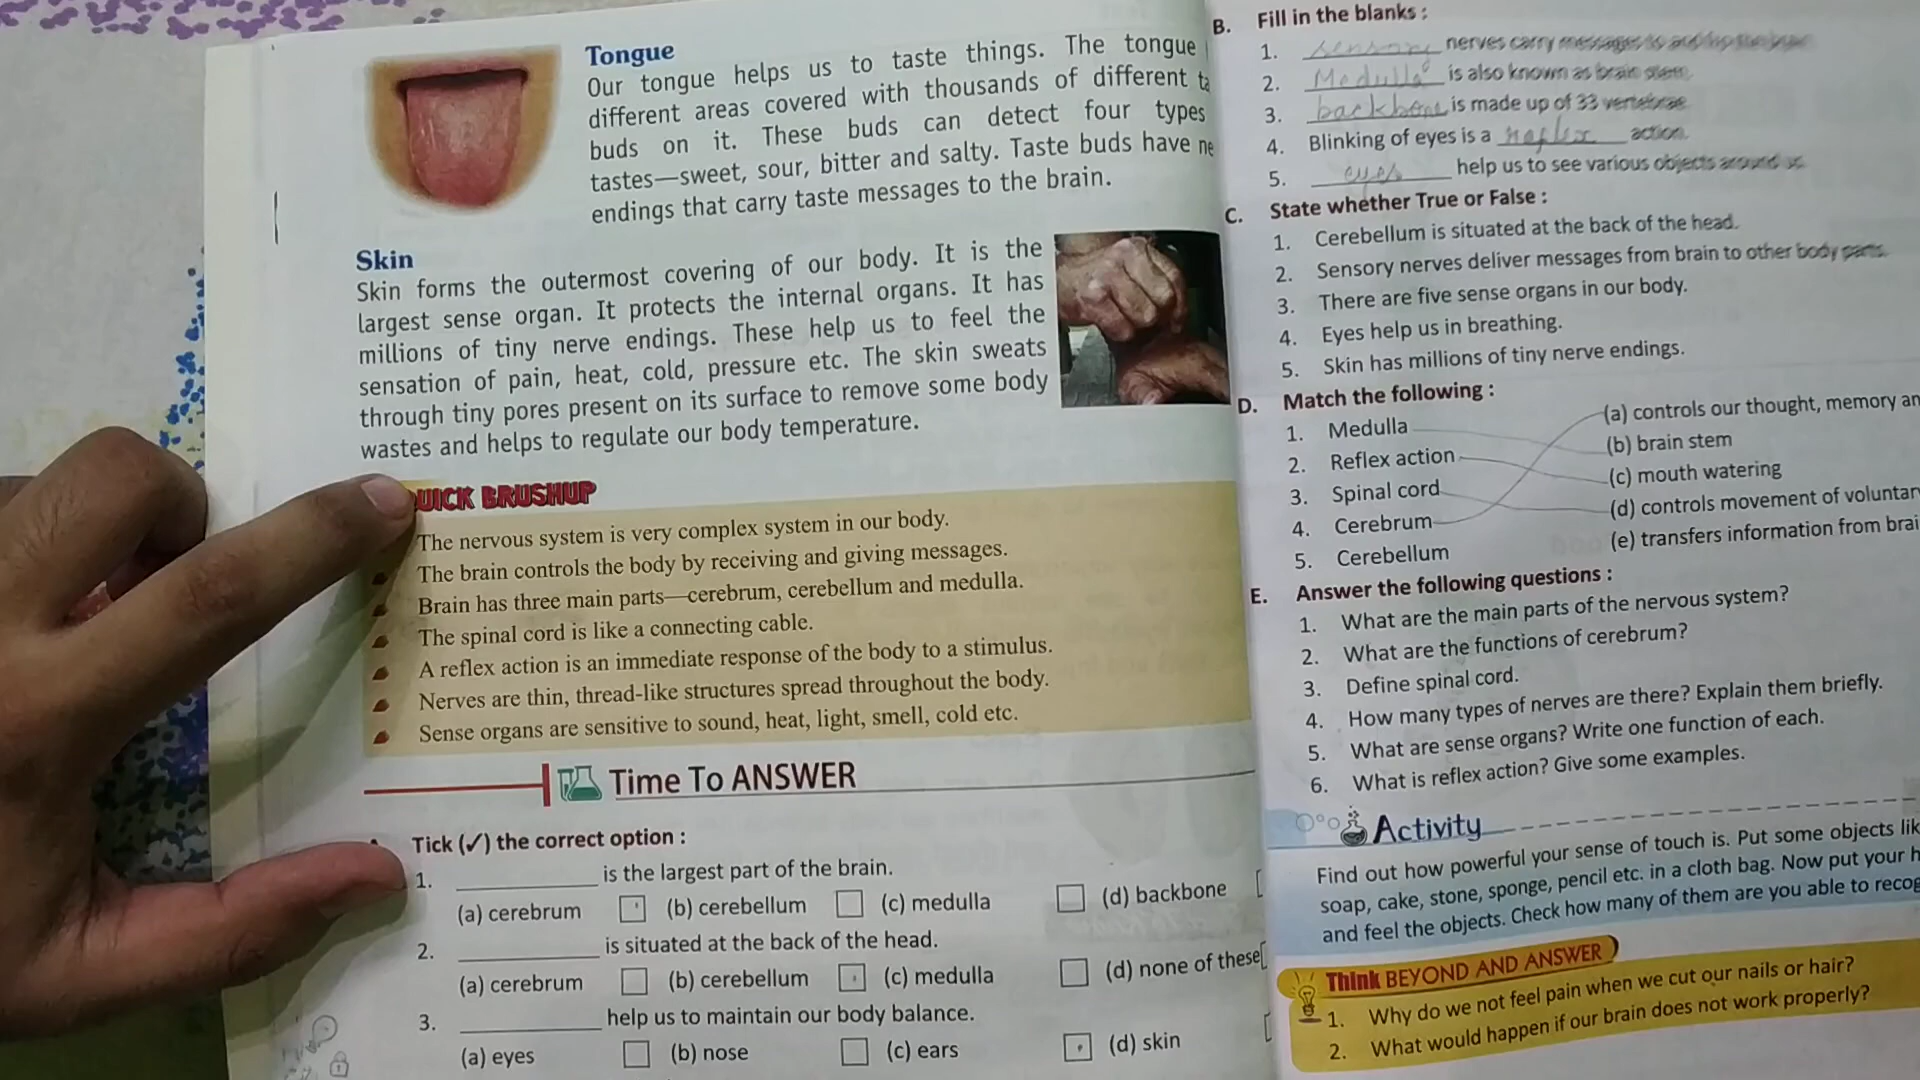 Tongue
Our tongue helps us to taste things. The tongue
different areas covered with thousands of different ta
buds on it. These buds can detect four types
tastes—sweet, sour, bitter and salty. Taste buds have ne
endings that carry taste messages to the brain.
Skin
Skin forms the outermost covering of our body. It is the
largest sense organ. It protects the internal organs. It has
millions of tiny nerve endings. These help us to feel the
sensation of pain, heat, cold, pressure etc. The skin sweats
through tiny pores present on its surface to remove some body
wastes and helps to regulate our body temperature.
UICK BRUSHUP
The nervous system is very complex system in our body.
The brain controls the body by receiving and giving messages.
Brain has three main parts—cerebrum, cerebellum and medulla.
The spinal cord is like a connecting cable.
A reflex action is an immediate response of the body to a stimulus.
Nerves are thin, thread-like structures spread throughout the body.
Sense organs are sensitive to sound, heat, light, smell, cold etc.
Time To ANSWER
Tick (✓) the correct option :
1. ____________ is the largest part of the brain.
(a) cerebrum (b) cerebellum (c) medulla (d) backbone
2. ____________ is situated at the back of the head.
(a) cerebrum (b) cerebellum (c) medulla (d) none of these
3. ____________ help us to maintain our body balance.
(a) eyes (b) nose (c) ears (d) skin
B. Fill in the blanks :
1. sensory nerves carry messages to
2. Medulla is also known as brain stem.
3. backbone is made up of 33 vertebrae.
4. Blinking of eyes is a reflex action.
5. eyes help us to see various objects around us.
C. State whether True or False :
1. Cerebellum is situated at the back of the head.
2. Sensory nerves deliver messages from brain to other body parts.
3. There are five sense organs in our body.
4. Eyes help us in breathing.
5. Skin has millions of tiny nerve endings.
D. Match the following :
1. Medulla (a) controls our thought, memory an
2. Reflex action (b) brain stem
3. Spinal cord (c) mouth watering
4. Cerebrum (d) controls movement of voluntar
5. Cerebellum (e) transfers information from brai
E. Answer the following questions :
1. What are the main parts of the nervous system?
2. What are the functions of cerebrum?
3. Define spinal cord.
4. How many types of nerves are there? Explain them briefly.
5. What are sense organs? Write one function of each.
6. What is reflex action? Give some examples.
Activity
Find out how powerful your sense of touch is. Put some objects lik
soap, cake, stone, sponge, pencil etc. in a cloth bag. Now put your h
and feel the objects. Check how many of them are you able to recog
Think BEYOND AND ANSWER
1. Why do we not feel pain when we cut our nails or hair?
2. What would happen if our brain does not work properly?